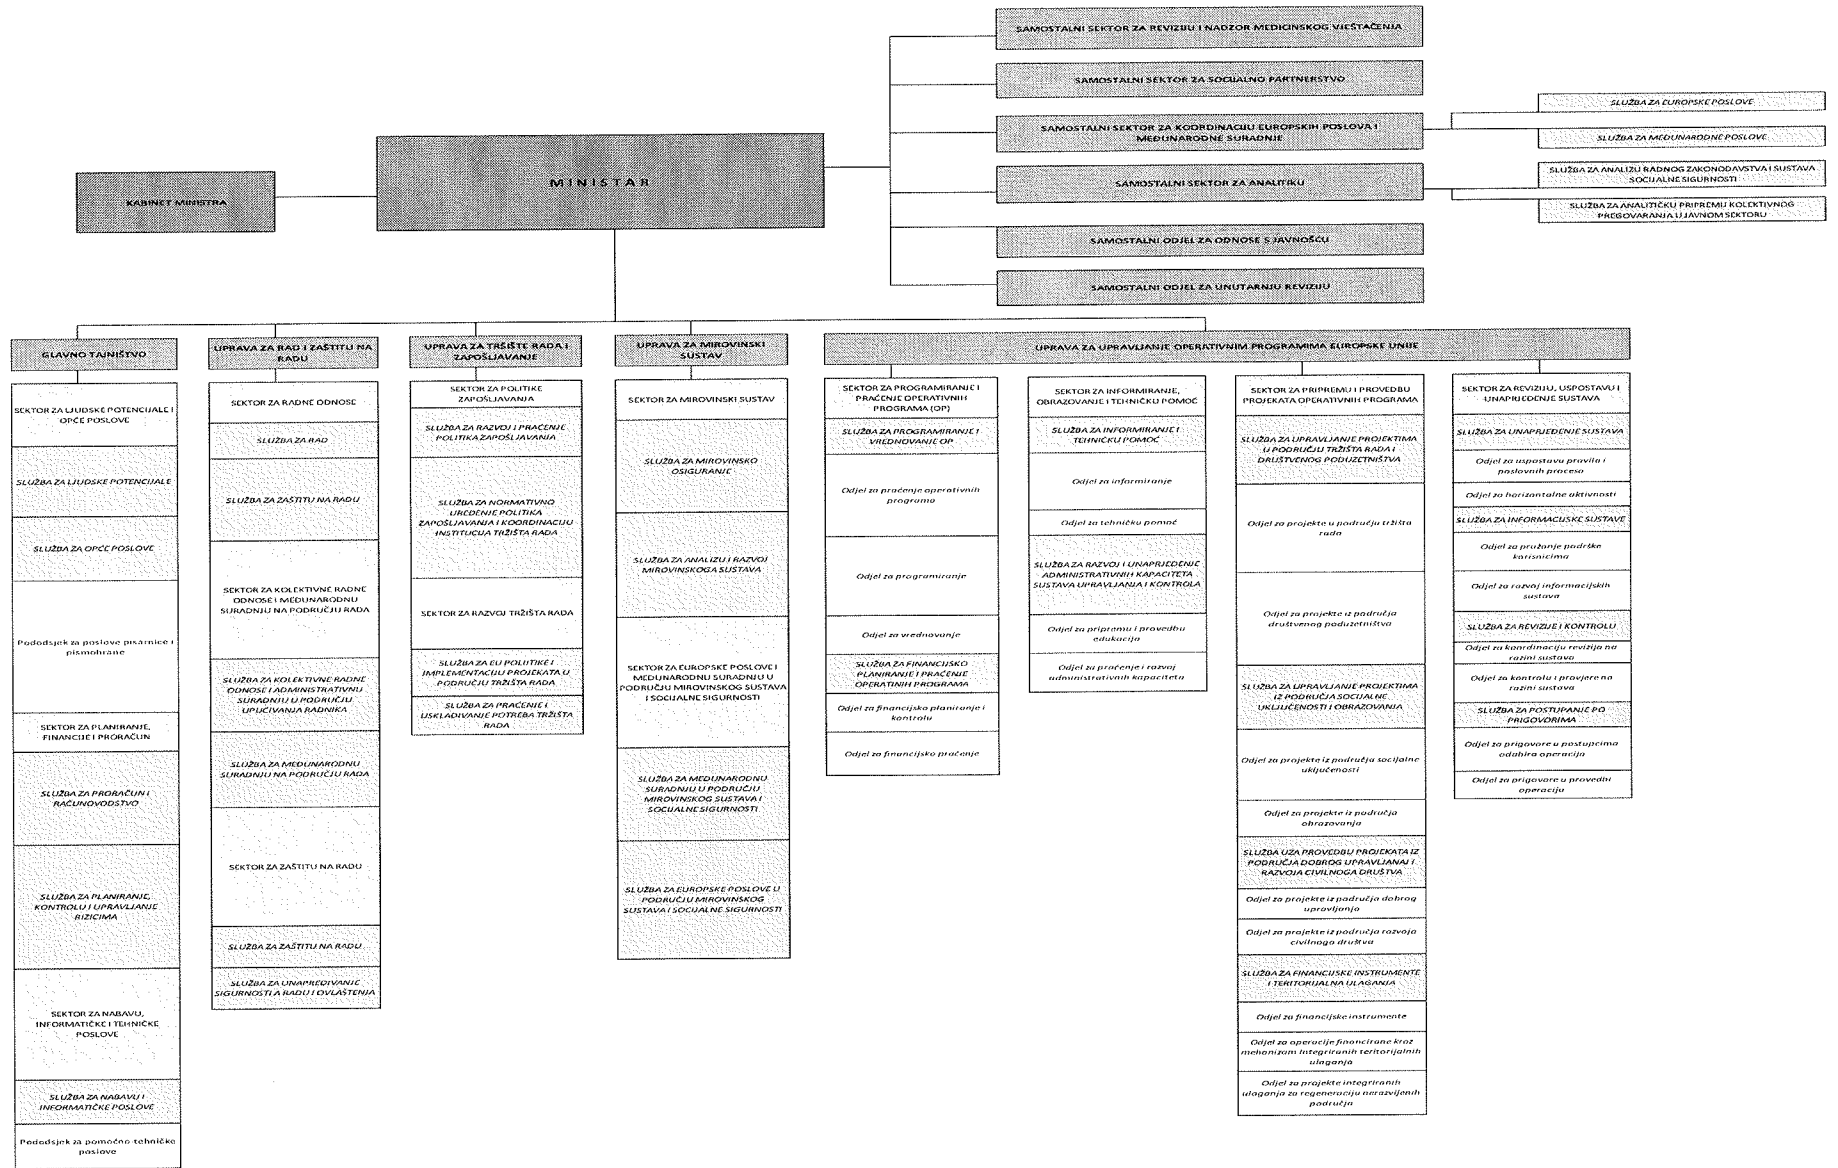 SAMOSTALNI SEKTOR ZA REVIZIJU I NADZOR MEDICINSKOG VJEŠTAČENJA
SAMOSTALNI SEKTOR ZA SOCIJALNO PARTNERSTVO
SAMOSTALNI SEKTOR ZA KOORDINACIJU EUROPSKIH POSLOVA I
MEĐUNARODNE SURADNJE
SLUŽBA ZA EUROPSKE POSLOVE
SLUŽBA ZA MEĐUNARODNE POSLOVE
SAMOSTALNI SEKTOR ZA ANALITIKU
SLUŽBA ZA ANALIZU RADNOG ZAKONODAVSTVA I SUSTAVA
SOCIJALNE SIGURNOSTI
SLUŽBA ZA ANALITIČKU PRIPREMU KOLEKTIVNOG
PREGOVARANJA U JAVNOM SEKTORU
SAMOSTALNI ODJEL ZA ODNOSE S JAVNOŠĆU
SAMOSTALNI ODJEL ZA UNUTARNJU REVIZIJU
MINISTAR
KABINET MINISTRA
GLAVNO TAJNIŠTVO
SEKTOR ZA LJUDSKE POTENCIJALE I
OPĆE POSLOVE
SLUŽBA ZA LJUDSKE POTENCIJALE
SLUŽBA ZA OPĆE POSLOVE
Pododsjek za poslove pisarnice i
pismohrane
SEKTOR ZA PLANIRANJE,
FINANCIJE I PRORAČUN
SLUŽBA ZA PRORAČUN I
RAČUNOVODSTVO
SLUŽBA ZA PLANIRANJE,
KONTROLU I UPRAVLJANJE
RIZICIMA
SEKTOR ZA NABAVU,
INFORMATIČKE I TEHNIČKE
POSLOVE
SLUŽBA ZA NABAVU I
INFORMATIČKE POSLOVE
Pododsjek za pomoćno-tehničke
poslove
UPRAVA ZA RAD I ZAŠTITU NA
RADU
SEKTOR ZA RADNE ODNOSE
SLUŽBA ZA RAD
SLUŽBA ZA ZAŠTITU NA RADU
SEKTOR ZA KOLEKTIVNE RADNE
ODNOSE I MEĐUNARODNU
SURADNJU NA PODRUČJU RADA
SLUŽBA ZA KOLEKTIVNE RADNE
ODNOSE I ADMINISTRATIVNU
SURADNJU U PODRUČJU
UPUĆIVANJA RADNIKA
SLUŽBA ZA MEĐUNARODNU
SURADNJU NA PODRUČJU RADA
SEKTOR ZA ZAŠTITU NA RADU
SLUŽBA ZA ZAŠTITU NA RADU
SLUŽBA ZA UNAPREĐIVANJE
SIGURNOSTI A RADU I OVLAŠTENJA
UPRAVA ZA TRŽIŠTE RADA I
ZAPOŠLJAVANJE
SEKTOR ZA POLITIKE
ZAPOŠLJAVANJA
SLUŽBA ZA RAZVOJ I PRAĆENJE
POLITIKA ZAPOŠLJAVANJA
SLUŽBA ZA NORMATIVNO
UREĐENJE POLITIKA
ZAPOŠLJAVANJA I KOORDINACIJU
INSTITUCIJA TRŽIŠTA RADA
SEKTOR ZA RAZVOJ TRŽIŠTA RADA
SLUŽBA ZA EU POLITIKE I
IMPLEMENTACIJU PROJEKATA U
PODRUČJU TRŽIŠTA RADA
SLUŽBA ZA PRAĆENJE I
USKLAĐIVANJE POTREBA TRŽIŠTA
RADA
UPRAVA ZA MIROVINSKI
SUSTAV
SEKTOR ZA MIROVINSKI SUSTAV
SLUŽBA ZA MIROVINSKO
OSIGURANJE
SLUŽBA ZA ANALIZU I RAZVOJ
MIROVINSKOGA SUSTAVA
SEKTOR ZA EUROPSKE POSLOVE I
MEĐUNARODNU SURADNJU U
PODRUČJU MIROVINSKOG SUSTAVA
I SOCIJALNE SIGURNOSTI
SLUŽBA ZA MEĐUNARODNU
SURADNJU U PODRUČJU
MIROVINSKOG SUSTAVA I
SOCIJALNE SIGURNOSTI
SLUŽBA ZA EUROPSKE POSLOVE U
PODRUČJU MIROVINSKOG
SUSTAVA I SOCIJALNE SIGURNOSTI
UPRAVA ZA UPRAVLJANJE OPERATIVNIM PROGRAMIMA EUROPSKE UNIJE
SEKTOR ZA PROGRAMIRANJE I
PRAĆENJE OPERATIVNIH
PROGRAMA (OP)
SLUŽBA ZA PROGRAMIRANJE I
VREDNOVANJE OP
Odjel za praćenje operativnih
programa
Odjel za programiranje
Odjel za vrednovanje
SLUŽBA ZA FINANCIJSKO
PLANIRANJE I PRAĆENJE
OPERATINIH PROGRAMA
Odjel za financijsko planiranje i
kontrolu
Odjel za financijsko praćenje
SEKTOR ZA INFORMIRANJE,
OBRAZOVANJE I TEHNIČKU POMOĆ
SLUŽBA ZA INFORMIRANJE I
TEHNIČKU POMOĆ
Odjel za informiranje
Odjel za tehničku pomoć
SLUŽBA ZA RAZVOJ I UNAPREĐENJE
ADMINISTRATIVNIH KAPACITETA
SUSTAVA UPRAVLJANJA I KONTROLA
Odjel za pripremu i provedbu
edukacija
Odjel za praćenje i razvoj
administrativnih kapaciteta
SEKTOR ZA PRIPREMU I PROVEDBU
PROJEKATA OPERATIVNIH PROGRAMA
SLUŽBA ZA UPRAVLJANJE PROJEKTIMA
U PODRUČJU TRŽIŠTA RADA I
DRUŠTVENOG PODUZETNIŠTVA
Odjel za projekte u području tržišta
rada
Odjel za projekte iz područja
društvenog poduzetništva
SLUŽBA ZA UPRAVLJANJE PROJEKTIMA
IZ PODRUČJA SOCIJALNE
UKLJUČENOSTI I OBRAZOVANJA
Odjel za projekte iz područja socijalne
uključenosti
Odjel za projekte iz područja
obrazovanja
SLUŽBA UZA PROVEDBU PROJEKATA IZ
PODRUČJA DOBROG UPRAVLJANAJ I
RAZVOJA CIVILNOGA DRUŠTVA
Odjel za projekte iz područja dobrog
upravljanja
Odjel za projekte iz područja razvoja
civilnoga društva
SLUŽBA ZA FINANCIJSKE INSTRUMENTE
I TERITORIJALNA ULAGANJA
Odjel za financijske instrumente
Odjel za operacije financirane kroz
mehanizam integriranih teritorijalnih
ulaganja
Odjel za projekte integriranih
ulaganja za regeneraciju nerazvijenih
područja
SEKTOR ZA REVIZIJU, USPOSTAVU I
UNAPRJEĐENJE SUSTAVA
SLUŽBA ZA UNAPRJEĐENJE SUSTAVA
Odjel za uspostavu pravila i
poslovnih procesa
Odjel za horizontalne aktivnosti
SLUŽBA ZA INFORMACIJSKE SUSTAVE
Odjel za pružanje podrške
korisnicima
Odjel za razvoj informacijskih
sustava
SLUŽBA ZA REVIZIJE I KONTROLU
Odjel za koordinaciju revizija na
razini sustava
Odjel za kontrolu i provjere na
razini sustava
SLUŽBA ZA POSTUPANJE PO
PRIGOVORIMA
Odjel za prigovore u postupcima
odabira operacija
Odjel za prigovore u provedbi
operaciju